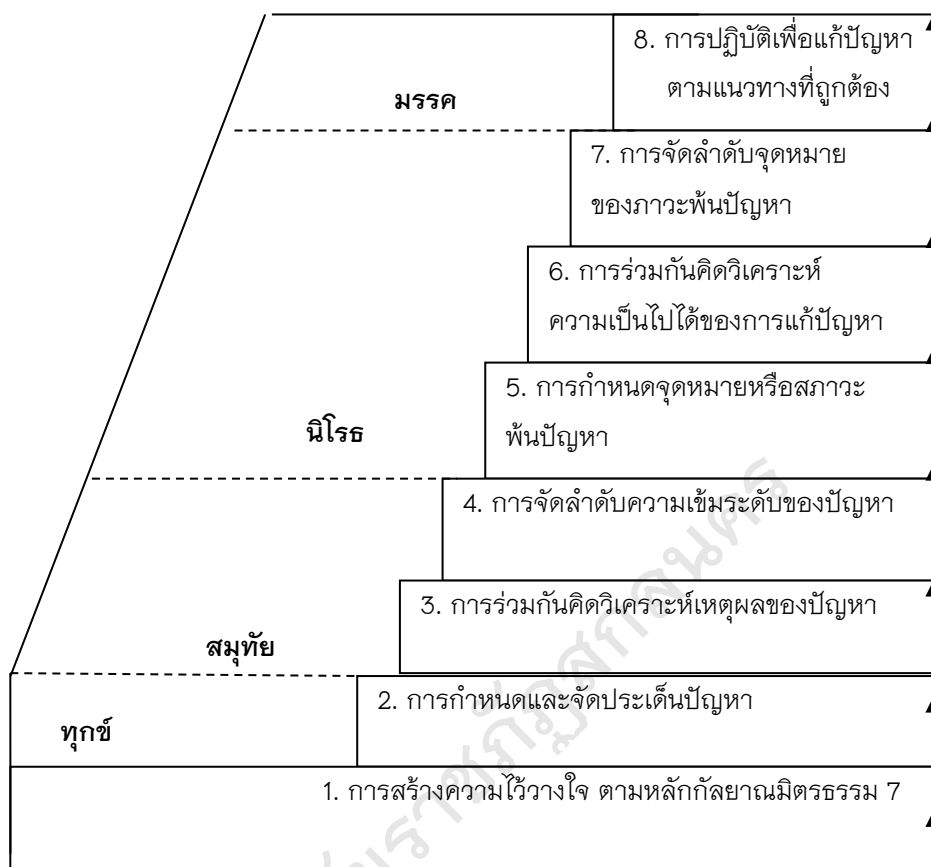 8. การปฏิบัติเพื่อแก้ปัญหา
ตามแนวทางที่ถูกต้อง
มรรค
7. การจัดลำดับจุดหมาย
ของภาวะพ้นปัญหา
6. การร่วมกันคิดวิเคราะห์
ความเป็นไปได้ของการแก้ปัญหา
5. การกำหนดจุดหมายหรือสภาวะ
พ้นปัญหา
นิโรธ
4. การจัดลำดับความเข้มระดับของปัญหา
3. การร่วมกันคิดวิเคราะห์เหตุผลของปัญหา
สมุทัย
2. การกำหนดและจัดประเด็นปัญหา
ทุกข์
1. การสร้างความไว้วางใจ ตามหลักกัลยาณมิตรธรรม 7
ราชภัฏสกลนคร